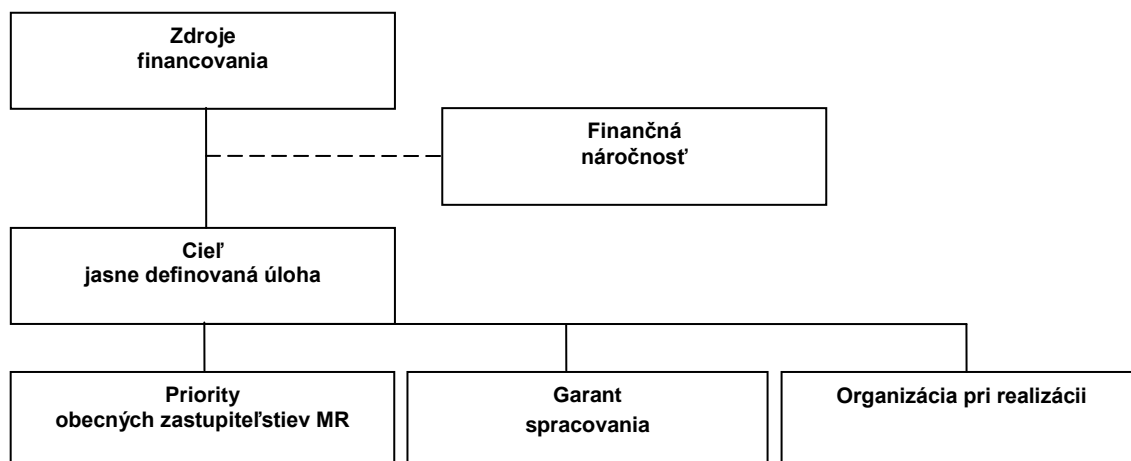 Zdroje
financovania
Finančná
náročnosť
Cieľ
jasne definovaná úloha
Priority
obecných zastupiteľstiev MR
Garant
spracovania
Organizácia pri realizácii